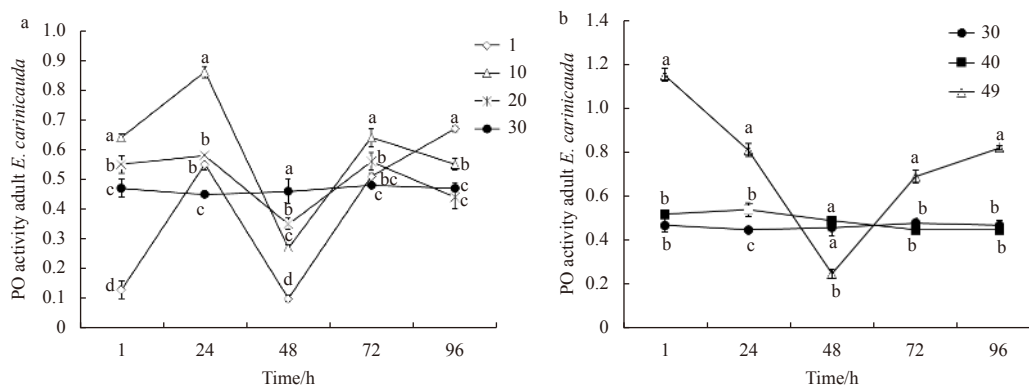 a
PO activity adult E. carinicauda
1.0
0.9
0.8
0.7
0.6
0.5
0.4
0.3
0.2
0.1
0
1
24
48
72
96
Time/h
1
10
20
30
a
b
c
d
a
b
b
c
a
b
c
d
a
b
bc
c
a
b
c
c
b
PO activity adult E. carinicauda
1.4
1.2
1.0
0.8
0.6
0.4
0.2
0
1
24
48
72
96
Time/h
30
40
49
a
b
b
a
b
c
a
a
b
a
b
b
a
b
b